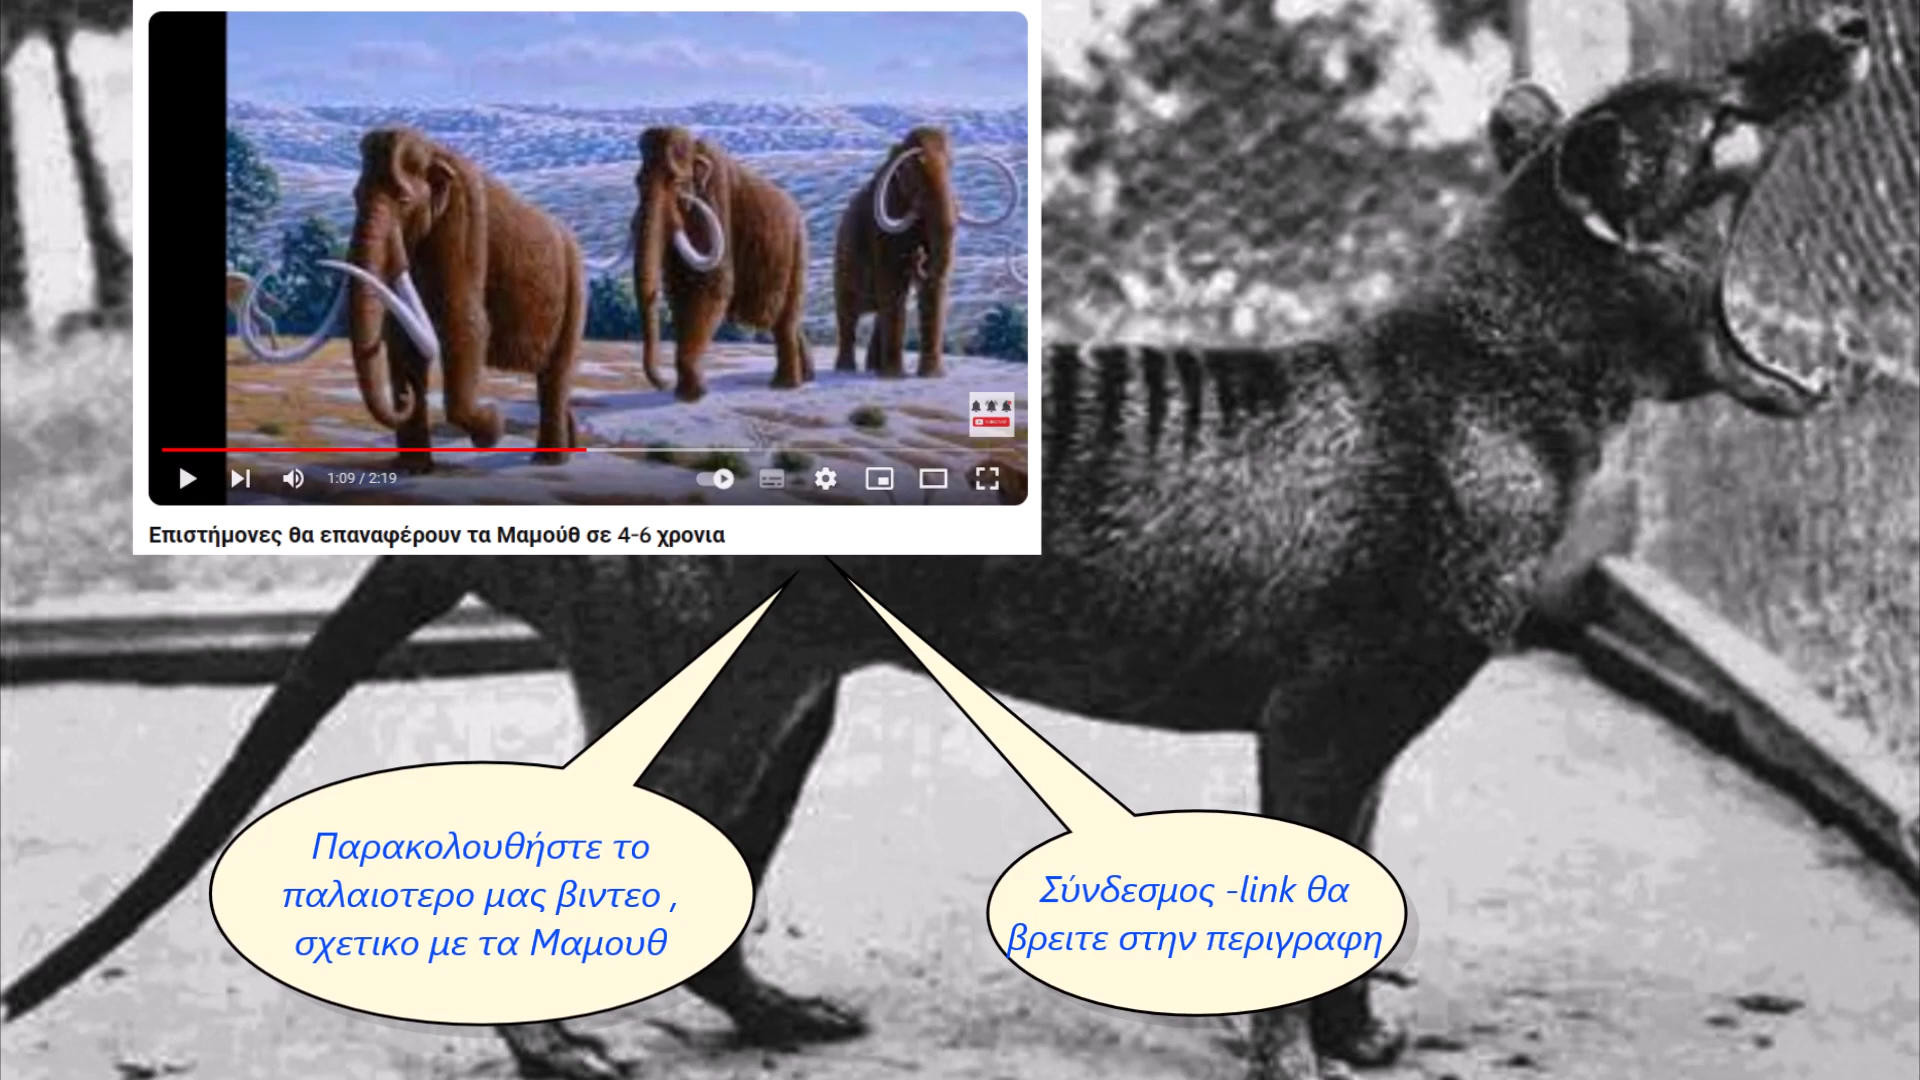 1:09 / 2:19
Επιστήμονες θα επαναφέρουν τα Μαμούθ σε 4-6 χρονια
Παρακολουθήστε το
παλαιοτερο μας βιντεο ,
σχετικο με τα Μαμουθ
Σύνδεσμος -link θα
βρειτε στην περιγραφη